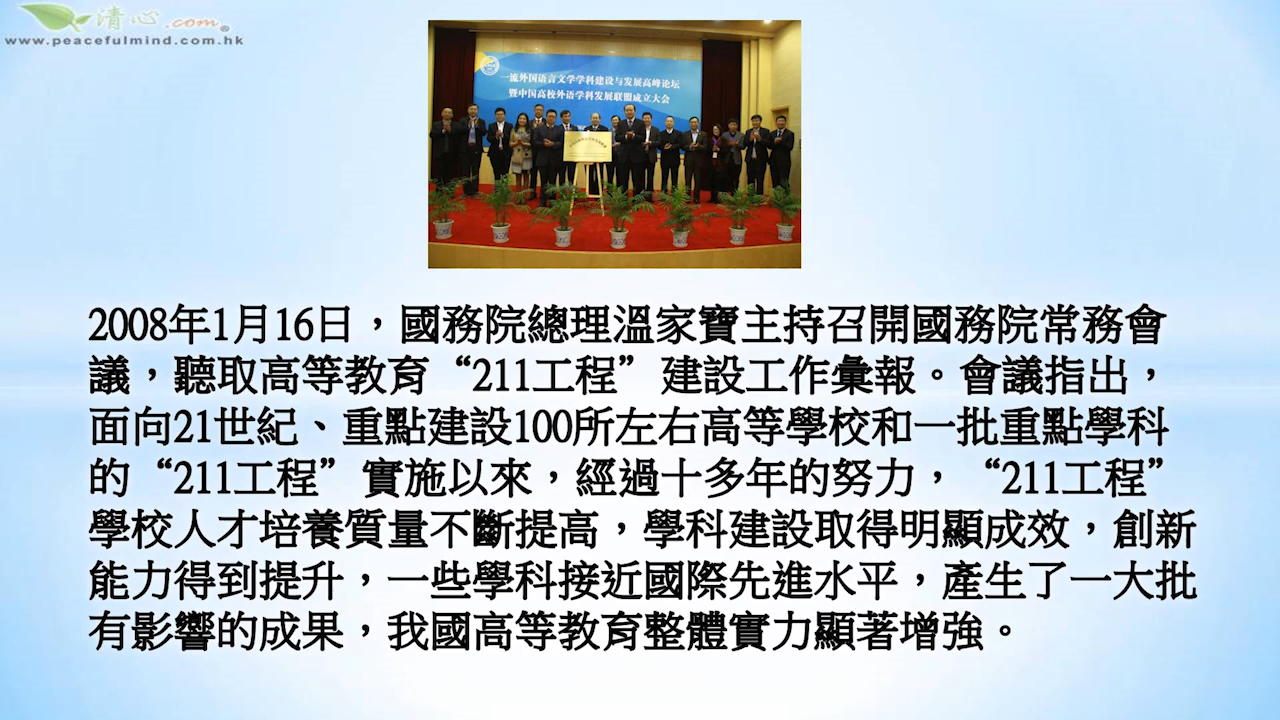 清心.com
www.peacefulmind.com.hk
一流外国语言文学学科建设与发展高峰论坛
暨中国高校外语学科发展联盟成立大会
2008年1月16日，國務院總理溫家寶主持召開國務院常務會
議，聽取高等教育“211工程”建設工作彙報。會議指出，
面向21世紀、重點建設100所左右高等學校和一批重點學科
的“211工程”實施以來，經過十多年的努力，“211工程”
學校人才培養質量不斷提高，學科建設取得明顯成效，創新
能力得到提升，一些學科接近國際先進水平，產生了一大批
有影響的成果，我國高等教育整體實力顯著增強。